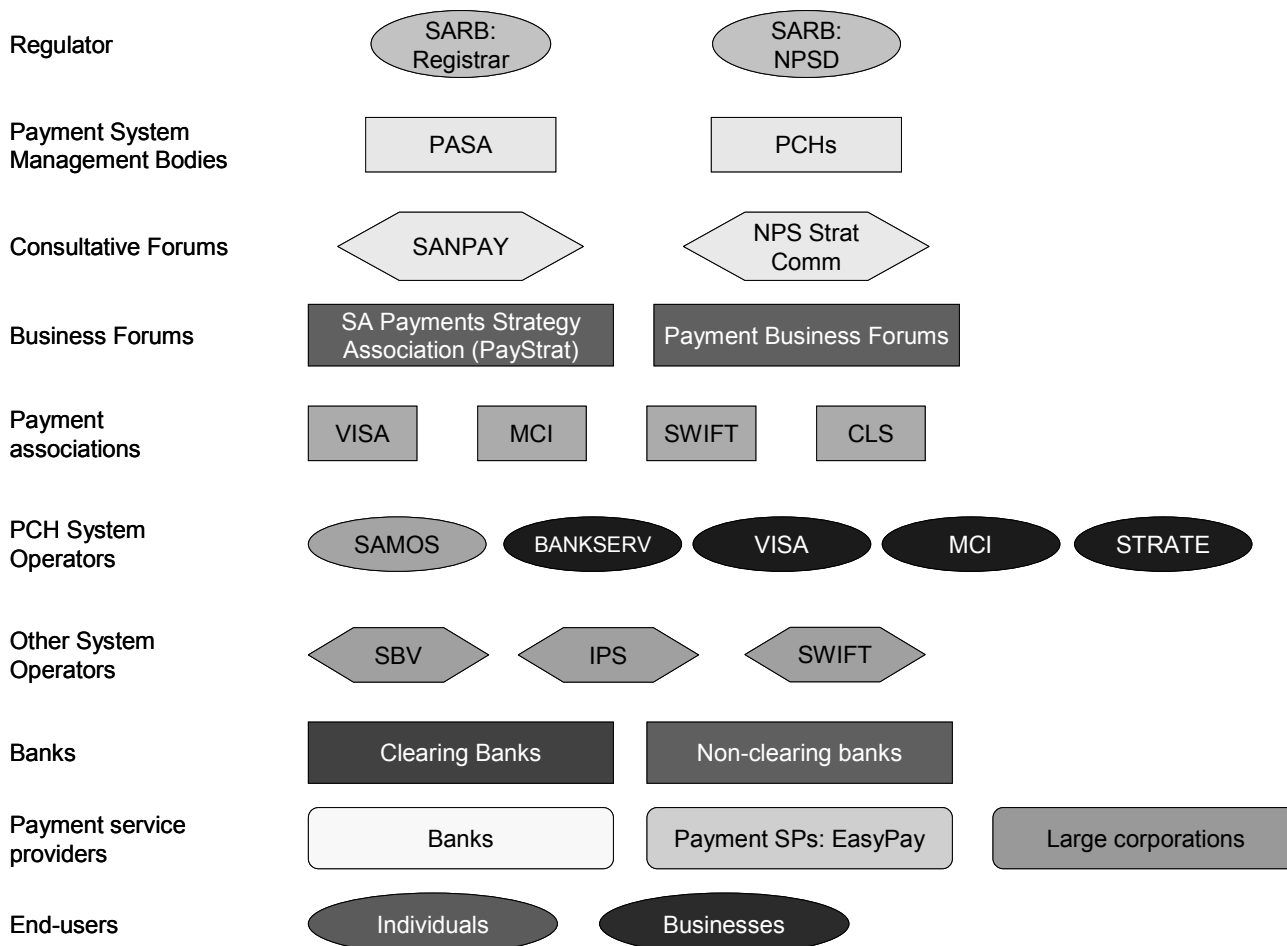 Regulator
SARB:
Registrar
SARB:
NPSD
Payment System
Management Bodies
PASA
PCHs
Consultative Forums
SANPAY
NPS Strat
Comm
Business Forums
SA Payments Strategy
Association (PayStrat)
Payment Business Forums
Payment
associations
VISA
MCI
SWIFT
CLS
PCH System
Operators
SAMOS
BANKSERV
VISA
MCI
STRATE
Other System
Operators
SBV
IPS
SWIFT
Banks
Clearing Banks
Non-clearing banks
Payment service
providers
Banks
Payment SPs: EasyPay
Large corporations
End-users
Individuals
Businesses